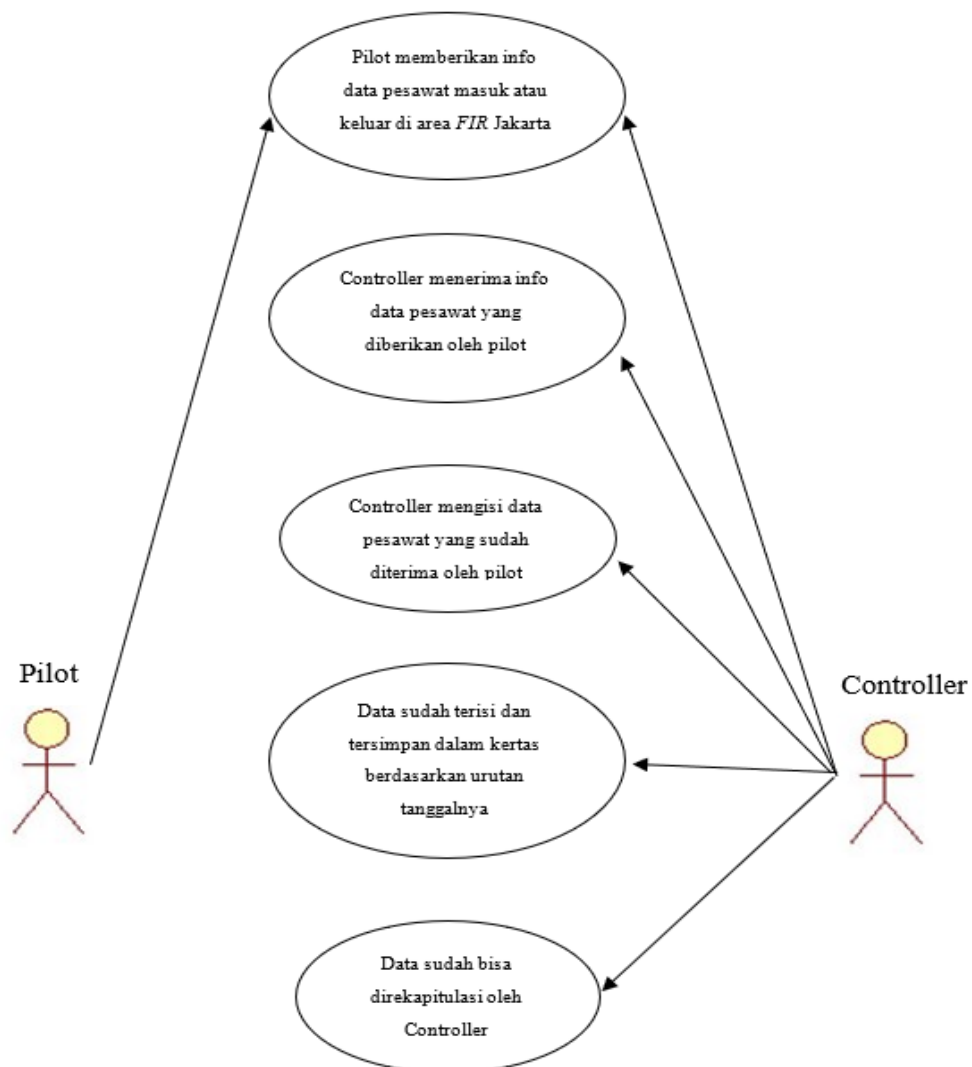 Pilot memberikan info
data pesawat masuk atau
keluar di area FIR Jakarta
Controller menerima info
data pesawat yang
diberikan oleh pilot
Controller mengisi data
pesawat yang sudah
diterima oleh pilot
Pilot
Controller
Data sudah terisi dan
tersimpan dalam kertas
berdasarkan urutan
tanggalnya
Data sudah bisa
direkapitulasi oleh
Controller